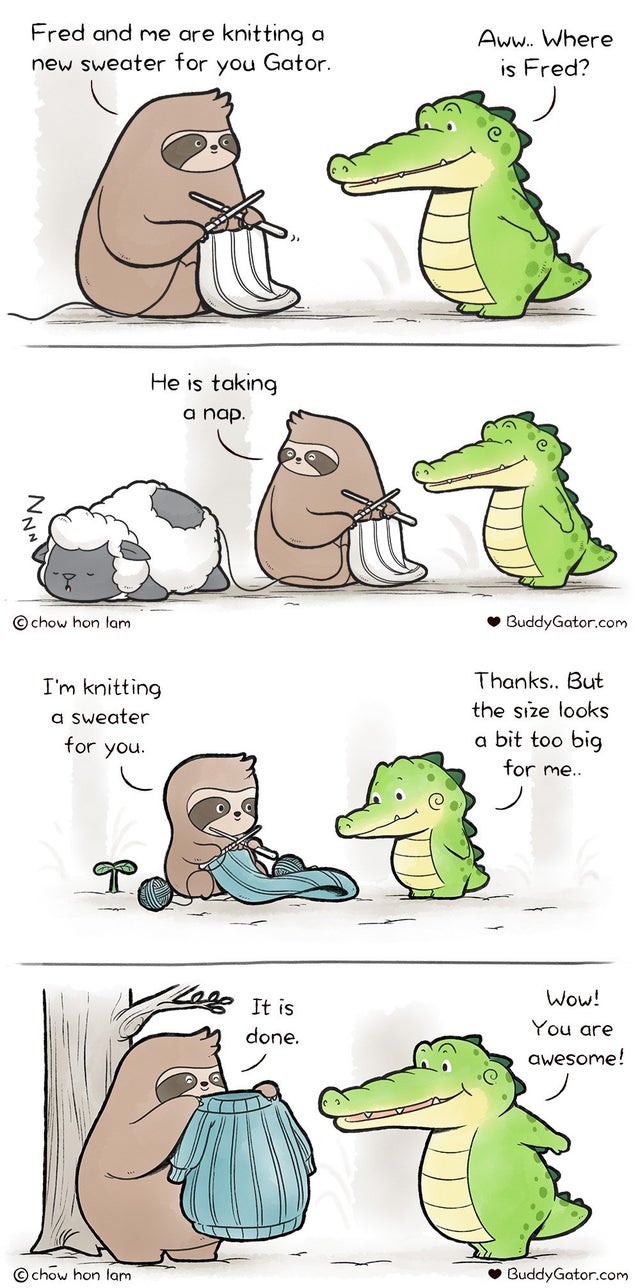 Fred and me are knitting a
new sweater for you Gator.
Aww.. Where
is Fred?
He is taking
a nap.
Z
Z
Z
© chow hon lam
BuddyGator.com
I'm knitting
a sweater
for you.
Thanks.. But
the size looks
a bit too big
for me..
It is
done.
Wow!
You are
awesome!
© chow hon lam
BuddyGator.com